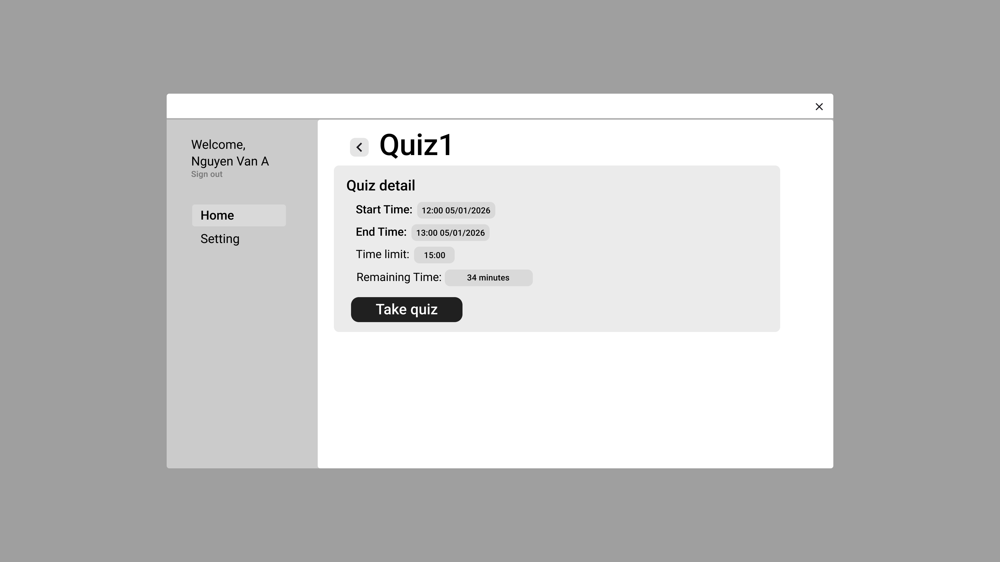 Welcome,
Nguyen Van A
Sign out
Home
Setting
Quiz1
Quiz detail
Start Time: 12:00 05/01/2026
End Time: 13:00 05/01/2026
Time limit: 15:00
Remaining Time: 34 minutes
Take quiz